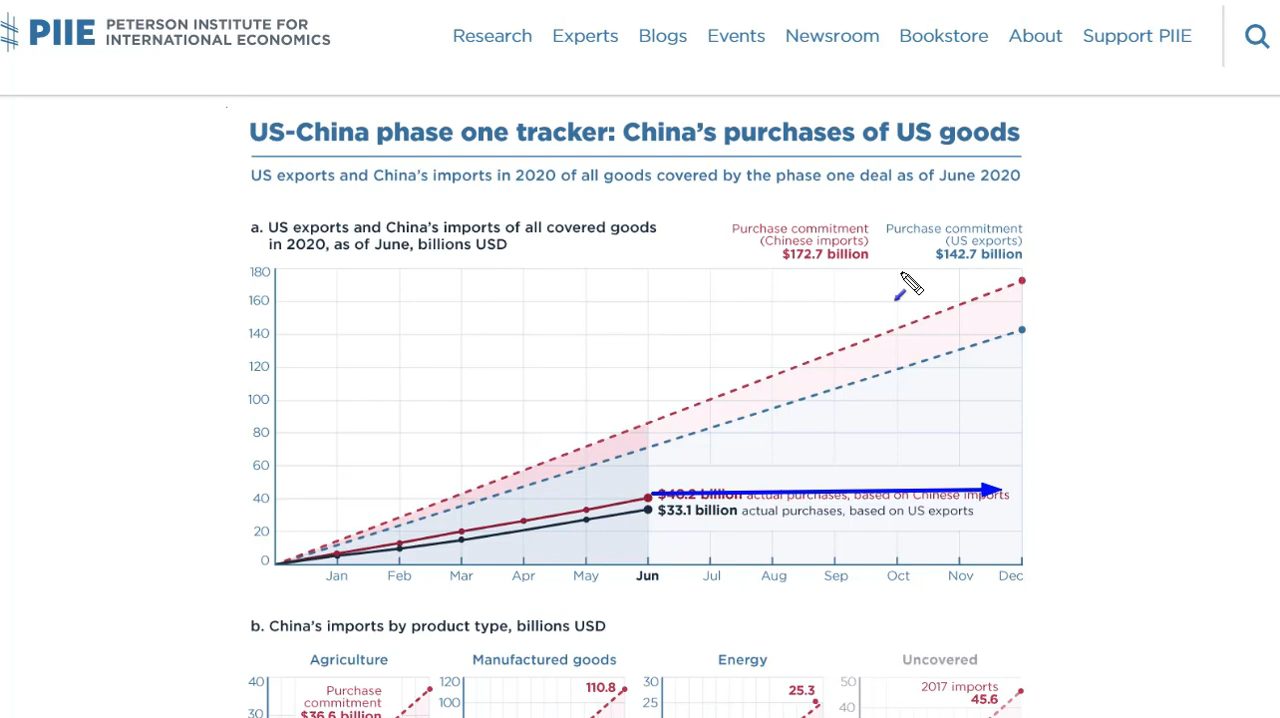 PIIE
PETERSON INSTITUTE FOR
INTERNATIONAL ECONOMICS
Research Experts Blogs Events Newsroom Bookstore About Support PIIE
US-China phase one tracker: China's purchases of US goods
US exports and China's imports in 2020 of all goods covered by the phase one deal as of June 2020
a. US exports and China's imports of all covered goods
in 2020, as of June, billions USD
Purchase commitment
(Chinese imports)
$172.7 billion
Purchase commitment
(US exports)
$142.7 billion
180
160
140
120
100
80
60
40
20
0
$40.2 billion actual purchases, based on Chinese imports
$33.1 billion actual purchases, based on US exports
Jan Feb Mar Apr May Jun Jul Aug Sep Oct Nov Dec
b. China's imports by product type, billions USD
Agriculture
40
30
Purchase
commitment
$36.6 billion
Manufactured goods
120
100
110.8
Energy
30
25
25.3
Uncovered
50
40
2017 imports
45.6